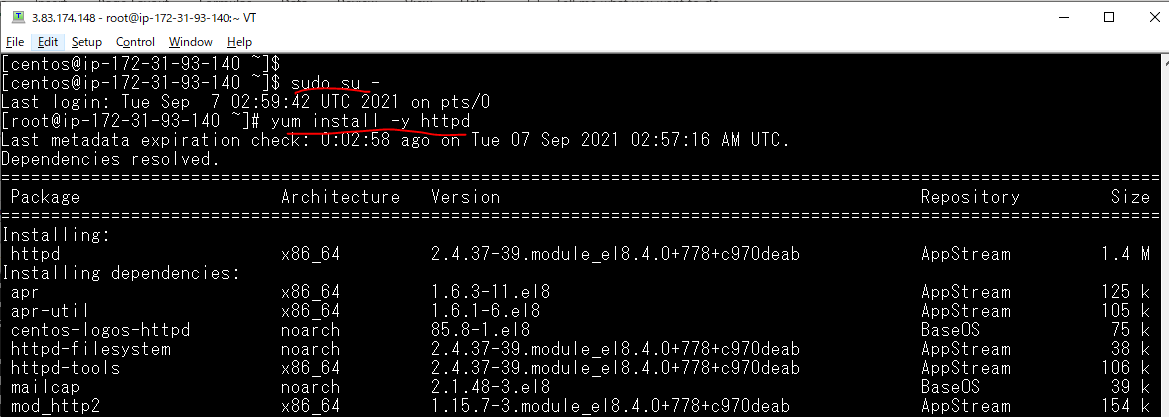 3.83.174.148 - root@ip-172-31-93-140:~ VT
File Edit Setup Control Window Help
[centos@ip-172-31-93-140 ~]$
[centos@ip-172-31-93-140 ~]$ sudo su -
Last login: Tue Sep  7 02:59:42 UTC 2021 on pts/0
[root@ip-172-31-93-140 ~]# yum install -y httpd
Last metadata expiration check: 0:02:58 ago on Tue 07 Sep 2021 02:57:16 AM UTC.
Dependencies resolved.
Package Architecture Version Repository Size
Installing:
httpd x86_64 2.4.37-39.module_el8.4.0+778+c970deab AppStream 1.4 M
Installing dependencies:
apr x86_64 1.6.3-11.el8 AppStream 125 k
apr-util x86_64 1.6.1-6.el8 AppStream 105 k
centos-logos-httpd noarch 85.8-1.el8 BaseOS 75 k
httpd-filesystem noarch 2.4.37-39.module_el8.4.0+778+c970deab AppStream 38 k
httpd-tools x86_64 2.4.37-39.module_el8.4.0+778+c970deab AppStream 106 k
mailcap noarch 2.1.48-3.el8 BaseOS 39 k
mod_http2 x86_64 1.15.7-3.module_el8.4.0+778+c970deab AppStream 154 k